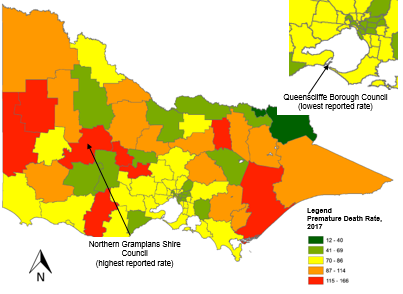 Queenscliffe Borough Council
(lowest reported rate)
Northern Grampians Shire
Council
(highest reported rate)
N
Legend
Premature Death Rate,
2017
12 - 40
41 - 69
70 - 86
87 - 114
115 - 166